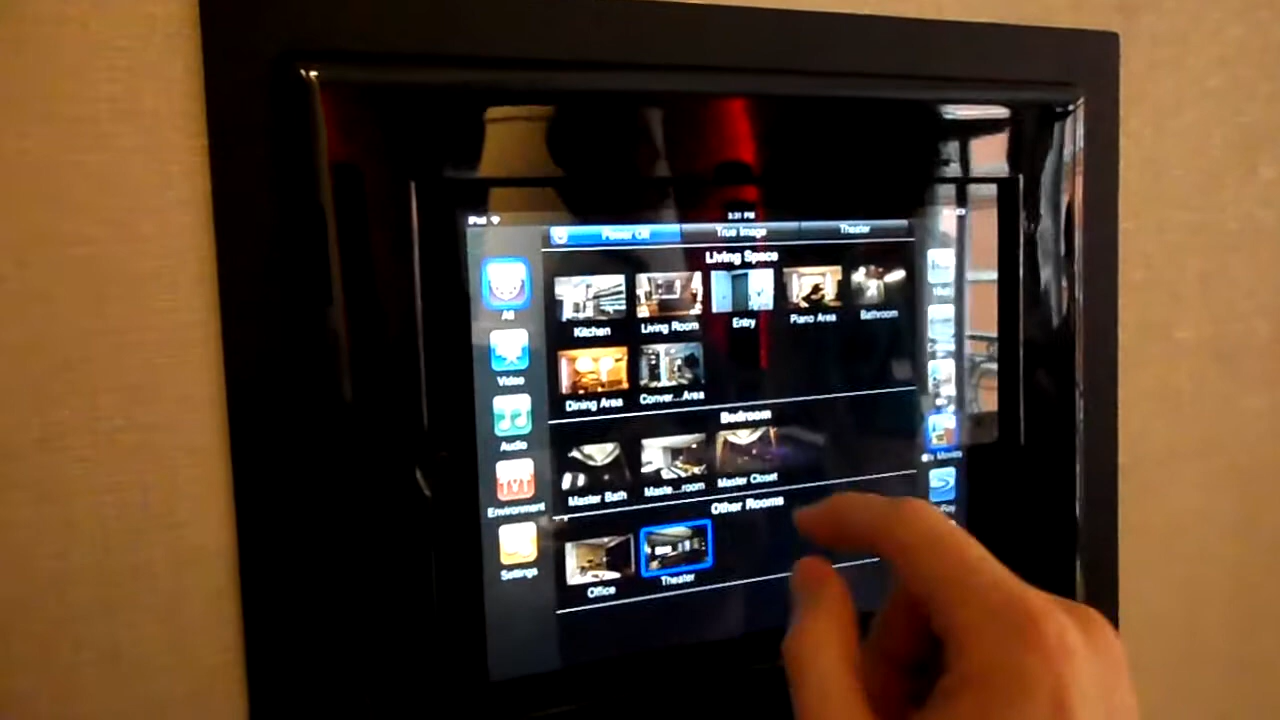 iPad 3:31 PM
Power Off True Image Theater
Living Space
All
Kitchen Living Room Entry Piano Area Bathroom
Video
Dining Area Conver...Area
Audio
Bedroom
Master Bath Maste...room Master Closet
Movies
Environment
Other Rooms
Settings
Office Theater